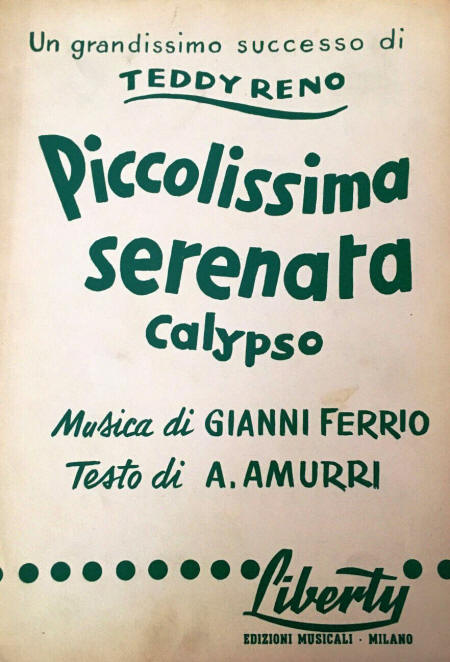 Un grandissimo successo di
TEDDY RENO
Piccolissima
serenata
calypso
Musica di GIANNI FERRIO
Testo di A. AMURRI
Liberty
EDIZIONI MUSICALI · MILANO